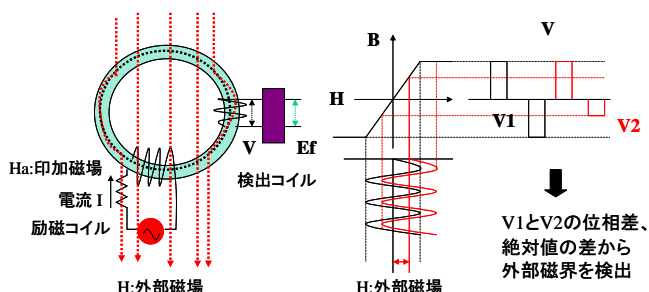 Ha:印加磁場
電流 I
励磁コイル
V
Ef
検出コイル
H:外部磁場
B
H
V
V1
V2
H:外部磁場
V1とV2の位相差、
絶対値の差から
外部磁界を検出